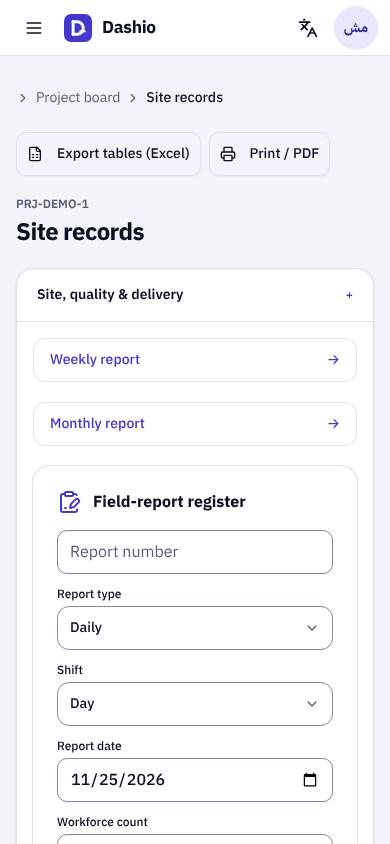 Dashio
مش
Project board
Site records
Export tables (Excel)
Print / PDF
PRJ-DEMO-1
Site records
Site, quality & delivery
+
Weekly report
Monthly report
Field-report register
Report number
Report type
Daily
Shift
Day
Report date
11/25/2026
Workforce count